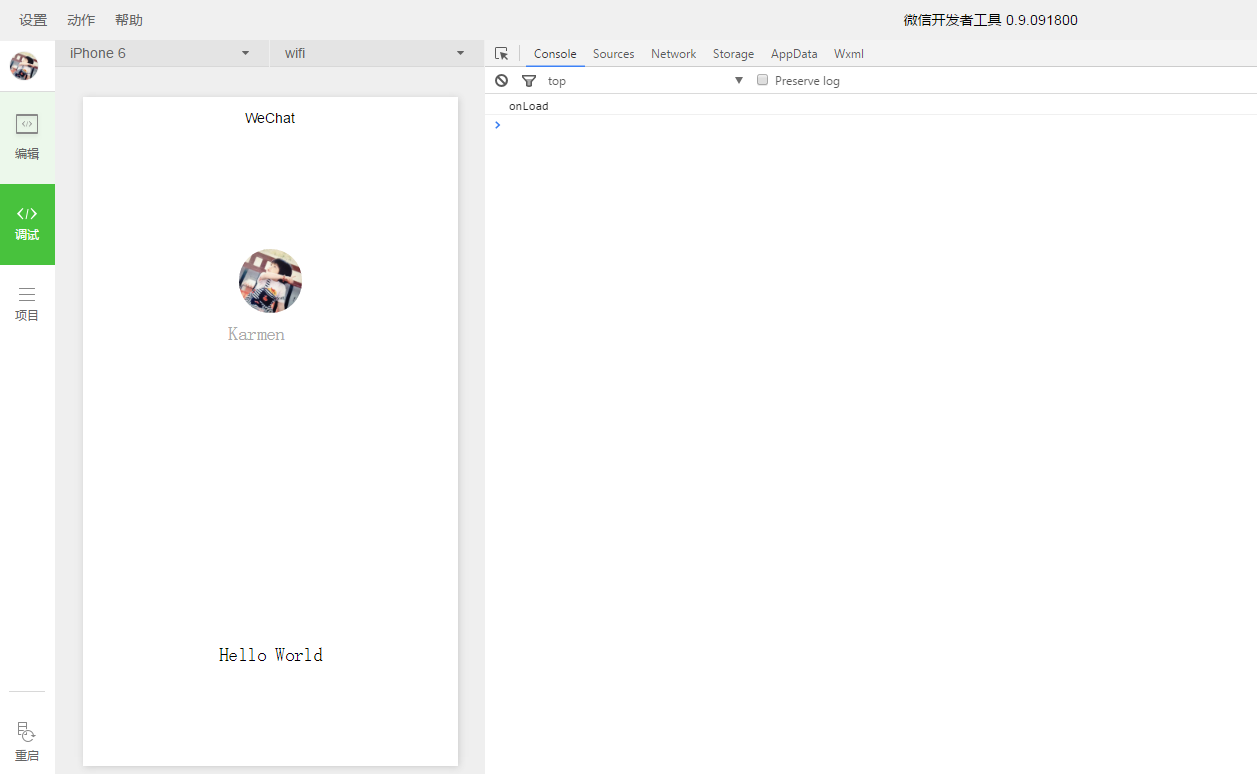 设置 动作 帮助 微信开发者工具 0.9.091800
iPhone 6 wifi Console Sources Network Storage AppData Wxml
top Preserve log
onLoad
WeChat
编辑
调试
项目
Karmen
Hello World
重启